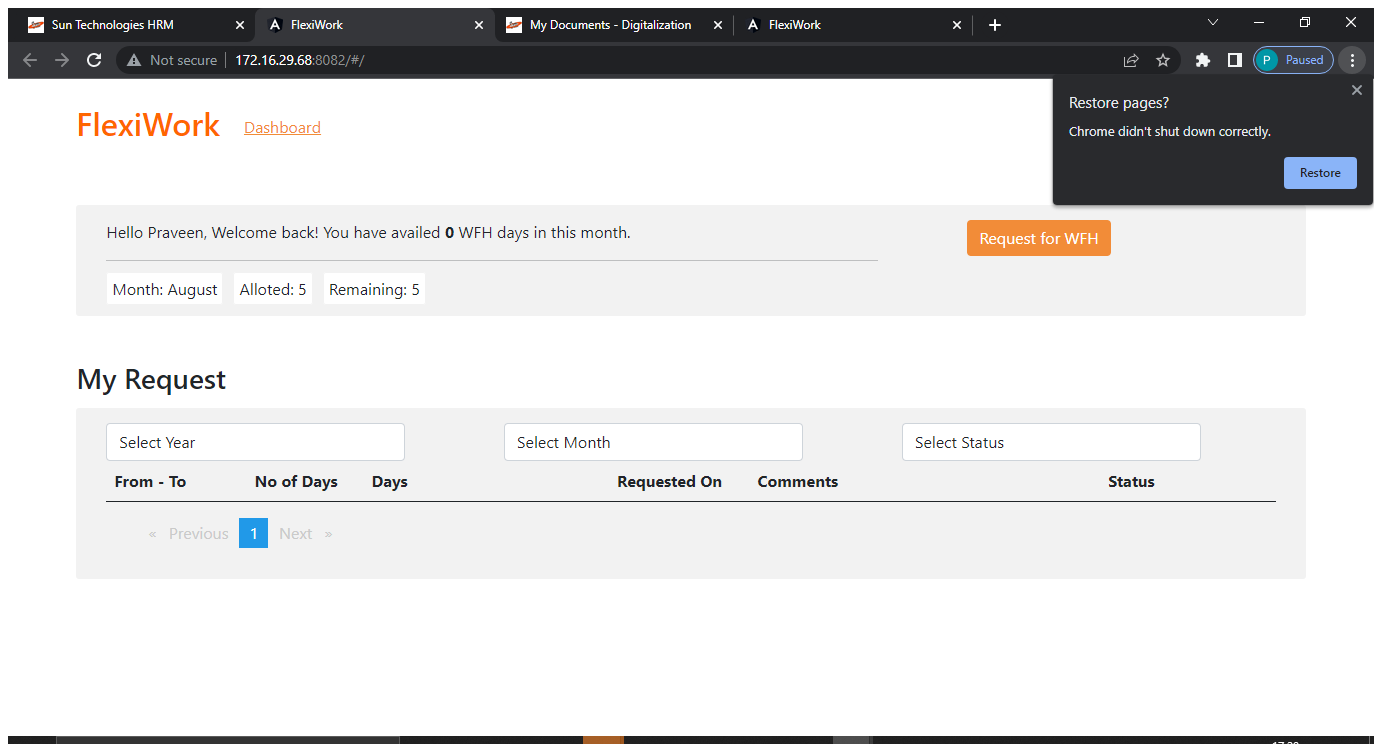 Sun Technologies HRM FlexiWork My Documents - Digitalization FlexiWork
Not secure 172.16.29.68:8082/#/ P Paused
Restore pages?
Chrome didn't shut down correctly.
Restore
FlexiWork Dashboard
Hello Praveen, Welcome back! You have availed 0 WFH days in this month.
Request for WFH
Month: August Alloted: 5 Remaining: 5
My Request
Select Year Select Month Select Status
From - To No of Days Days Requested On Comments Status
« Previous 1 Next »